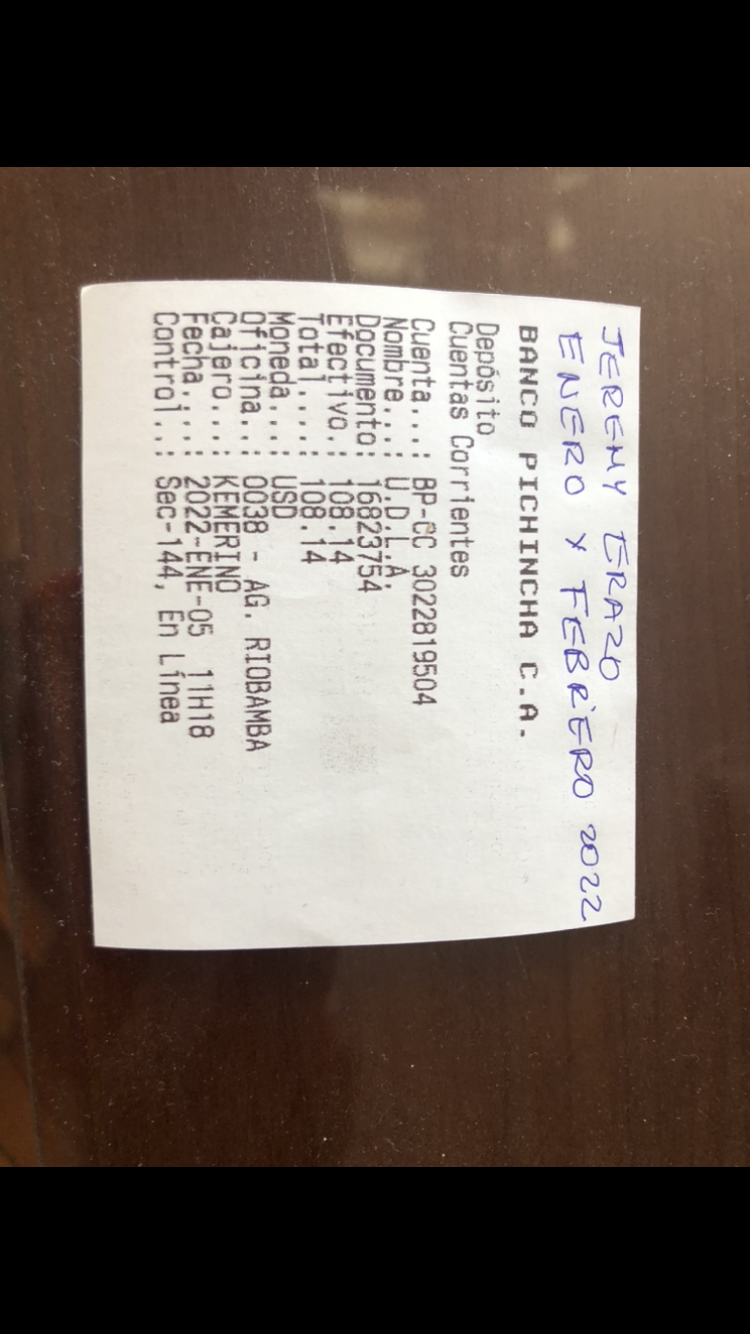 JEREMY ERAZO
ENERO X FEBRERO 2022
BANCO PICHINCHA C.A.
Depósito
Cuentas Corrientes
Cuenta...: BP-CC 3022819504
Nombre...: U.D.L.A.
Documento: 16823754
Efectivo.: 108.14
Total....: 108.14
Moneda...: USD
Oficina..: 0038 - AG. RIOBAMBA
Cajero...: KEMERINO
Fecha....: 2022-ENE-05 11H18
Control..: Sec-144, En Línea